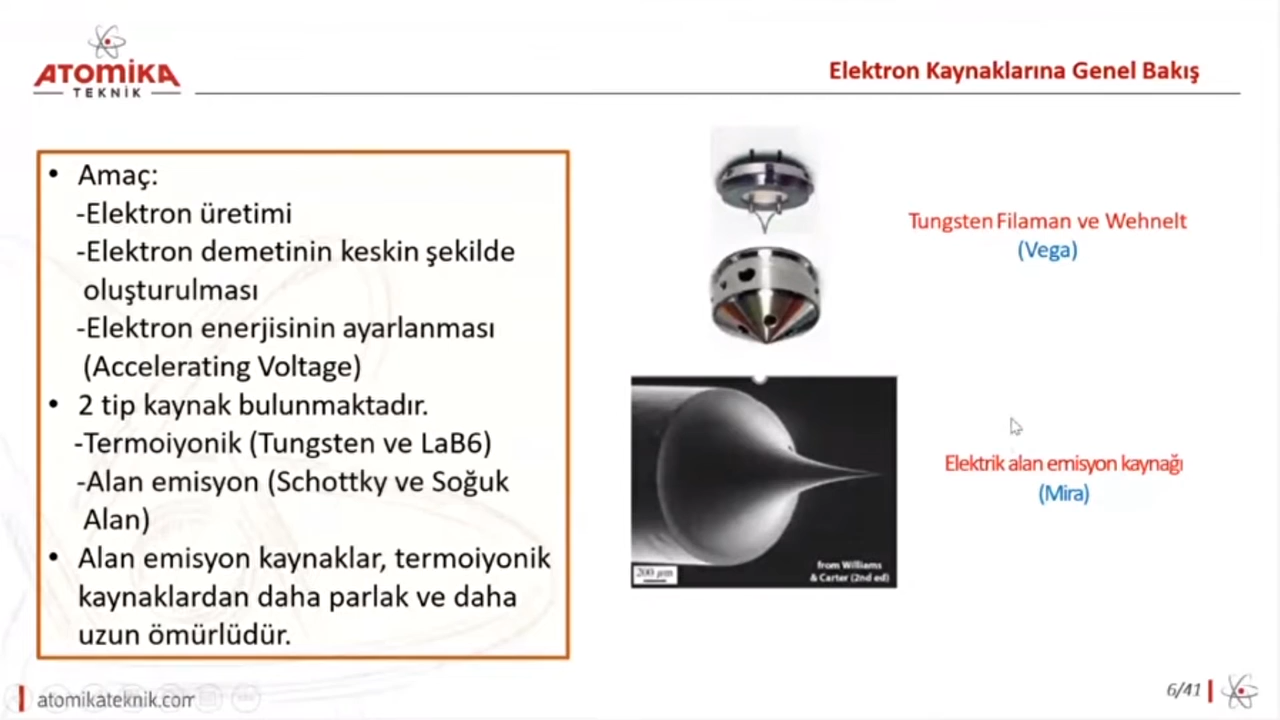 ATOMİKA
TEKNİK
Elektron Kaynaklarına Genel Bakış
• Amaç:
-Elektron üretimi
-Elektron demetinin keskin şekilde
oluşturulması
-Elektron enerjisinin ayarlanması
(Accelerating Voltage)
• 2 tip kaynak bulunmaktadır.
-Termoiyonik (Tungsten ve LaB6)
-Alan emisyon (Schottky ve Soğuk
Alan)
• Alan emisyon kaynaklar, termoiyonik
kaynaklardan daha parlak ve daha
uzun ömürlüdür.
Tungsten Filaman ve Wehnelt
(Vega)
Elektrik alan emisyon kaynağı
(Mira)
200 µm
from Williams
& Carter (2nd ed)
atomikateknik.com
6/41